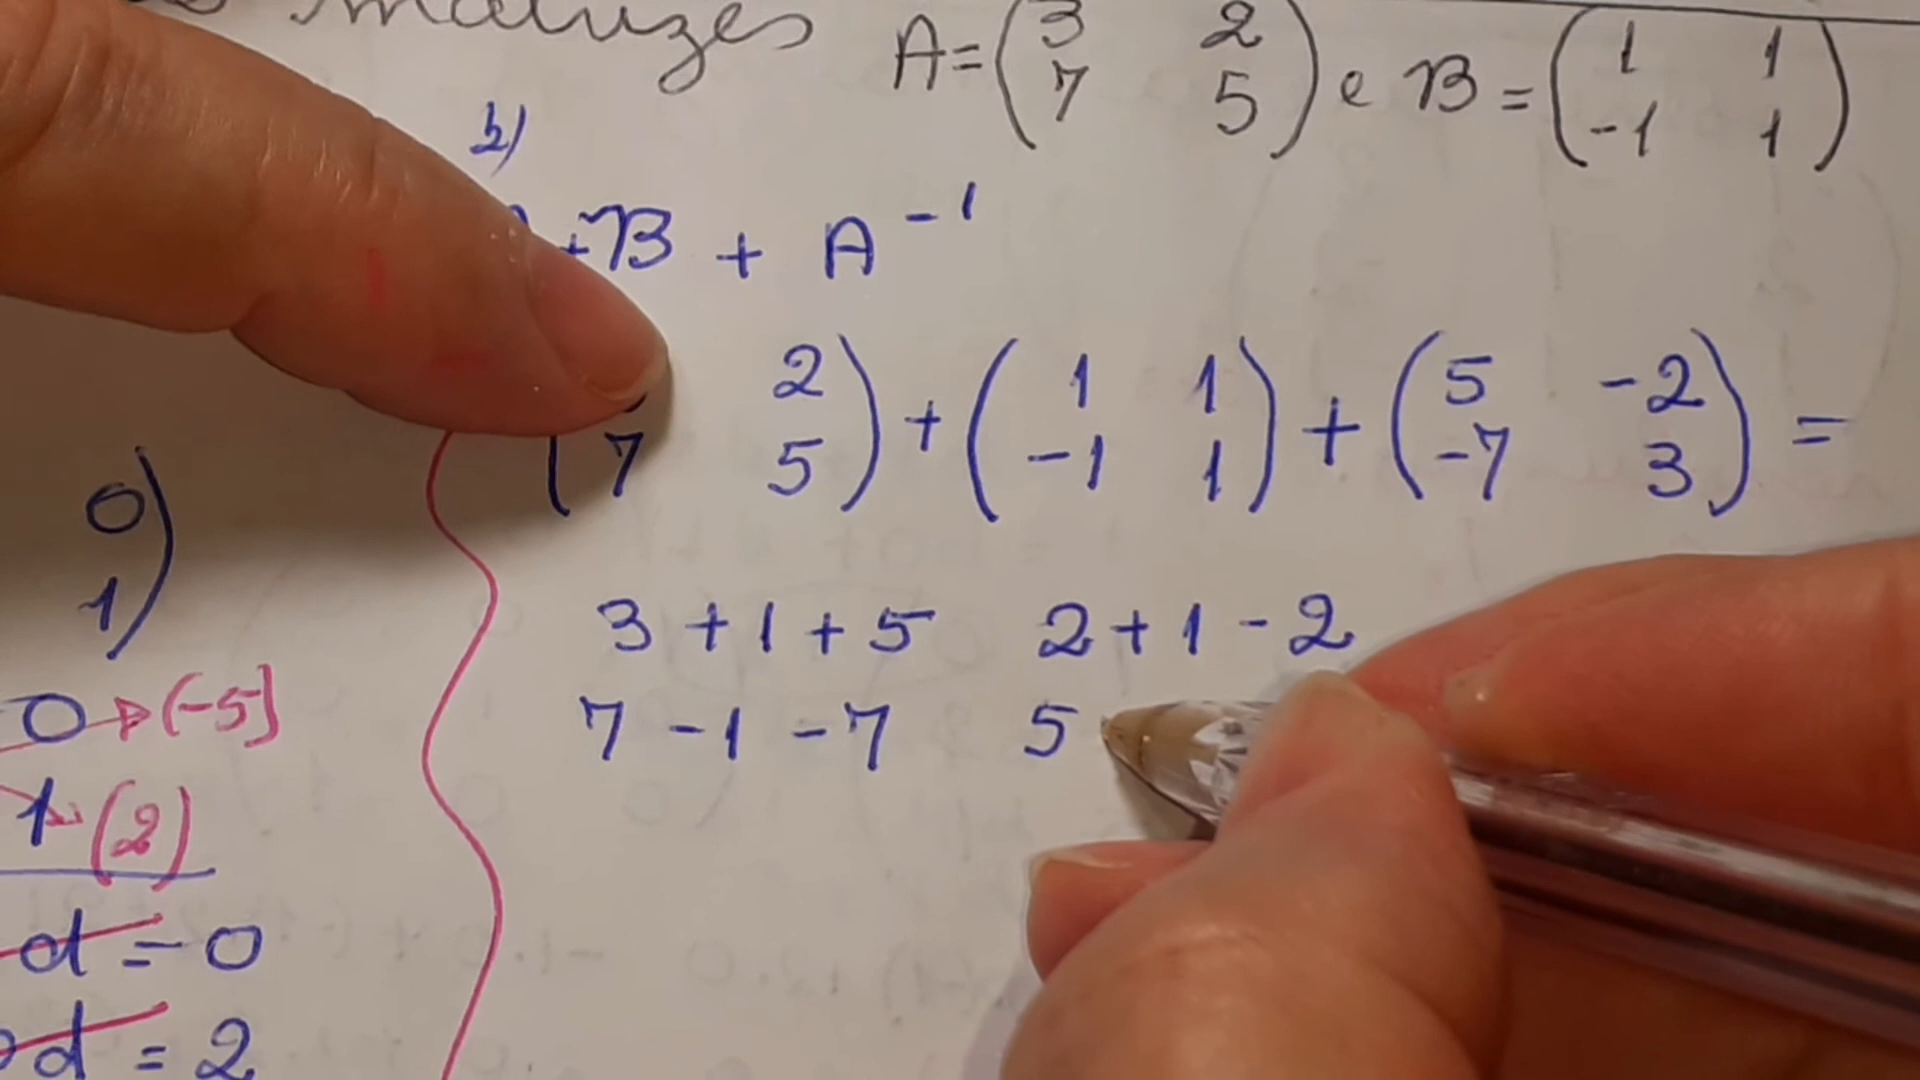 matrizes A = ( 3 2 ) e B = ( 1 1 )
7 5 -1 1
b)
+B + A⁻¹
2 ) + ( 1 1 ) + ( 5 -2 ) =
( 7 5 -1 1 -7 3
0 )
1
3 + 1 + 5 2 + 1 - 2
7 - 1 - 7 5
0 → (-5)
1 → (2)
d = 0
d = 2